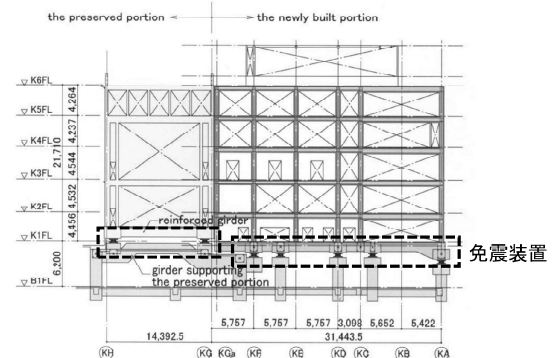 the preserved portion
the newly built portion
K6FL
4,264
K5FL
4,237
K4FL
21,710
4,544
K3FL
4,532
K2FL
4,456
reinforced girder
K1FL
免震装置
6,200
girder supporting
the preserved portion
B1FL
5,757 5,757 5,757 3,098 5,652 5,422
14,392.5 31,443.5
KH KG KGa KF KE KD KC KB KA